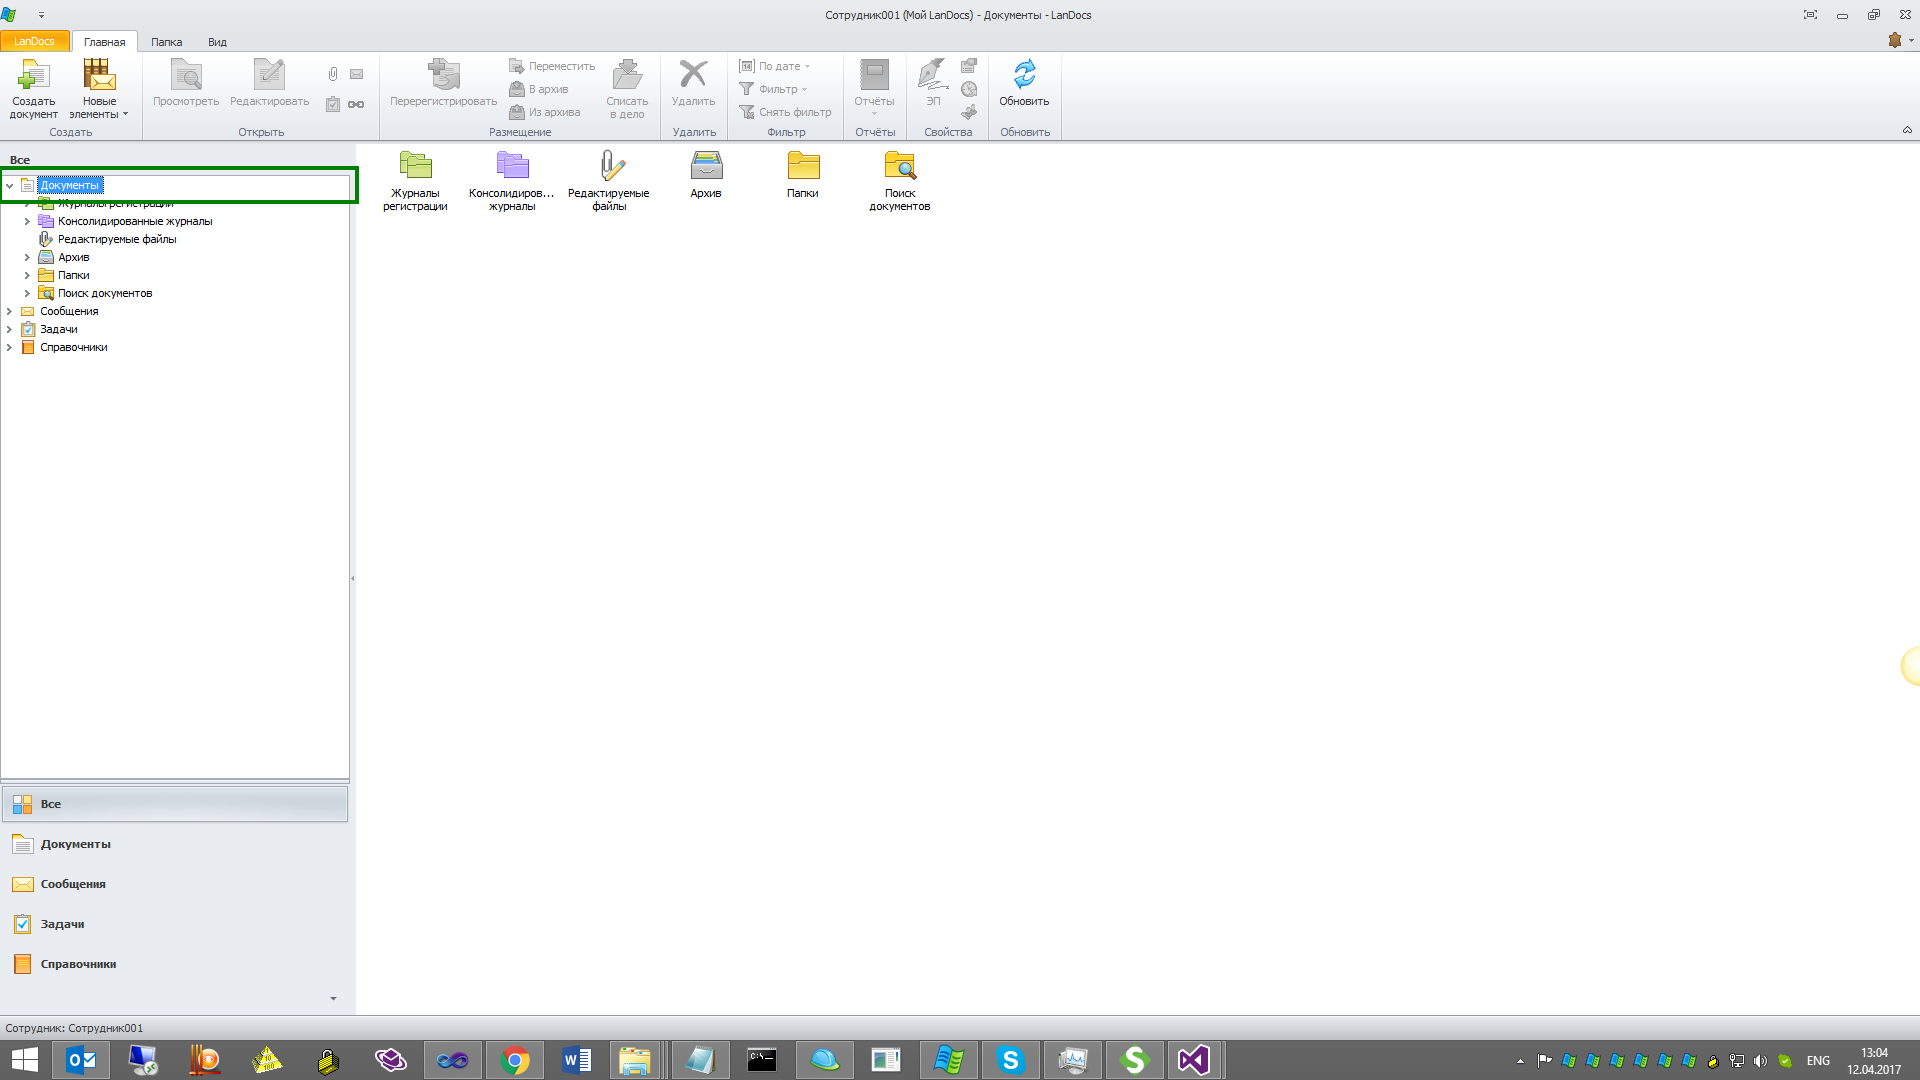 Сотрудник001 (Мой LanDocs) - Документы - LanDocs
LanDocs
Главная
Папка
Вид
Создать
документ
Новые
элементы
Создать
Просмотреть
Редактировать
Открыть
Перерегистрировать
Переместить
В архив
Из архива
Списать
в дело
Размещение
Удалить
Удалить
14
По дате
Фильтр
Снять фильтр
Фильтр
Отчёты
Отчёты
ЭП
Свойства
Обновить
Обновить
Все
Документы
Журналы регистрации
Консолидированные журналы
Редактируемые файлы
Архив
Папки
Поиск документов
Сообщения
Задачи
Справочники
Журналы
регистрации
Консолидиров...
журналы
Редактируемые
файлы
Архив
Папки
Поиск
документов
Все
Документы
Сообщения
Задачи
Справочники
Сотрудник: Сотрудник001
ENG
13:04
12.04.2017